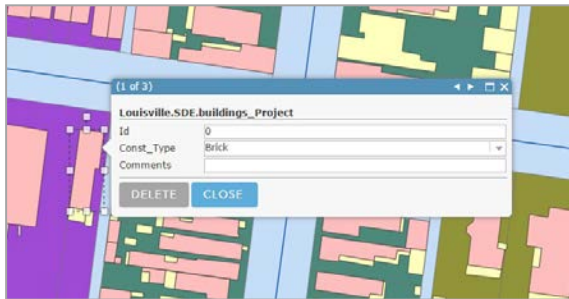 (1 of 3)
Louisville.SDE.buildings_Project
Id 0
Const_Type Brick
Comments
DELETE CLOSE